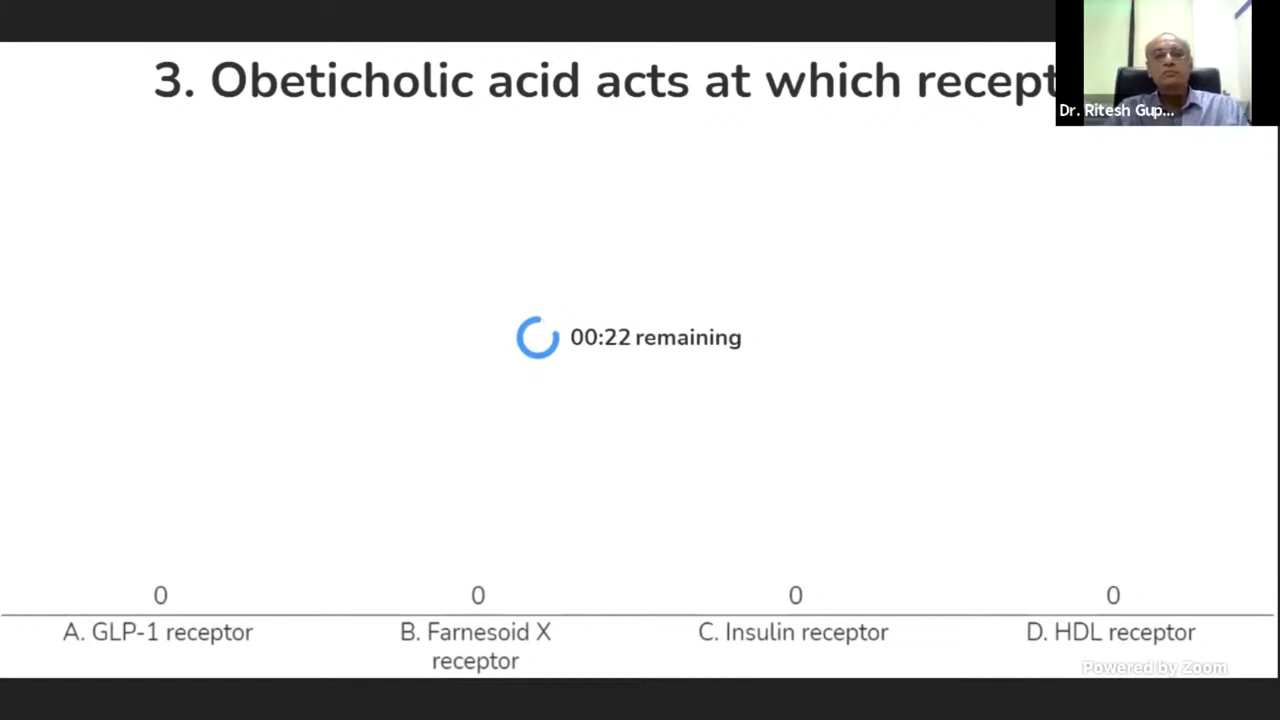 3. Obeticholic acid acts at which recept
Dr. Ritesh Gup...
00:22 remaining
0 0 0 0
A. GLP-1 receptor B. Farnesoid X C. Insulin receptor D. HDL receptor
receptor
Powered by Zoom